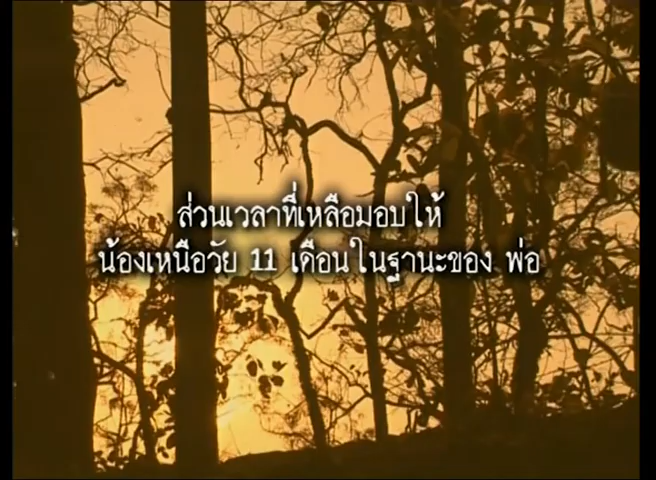 ส่วนเวลาที่เหลือมอบให้
น้องเหนือวัย 11 เดือนในฐานะของ พ่อ